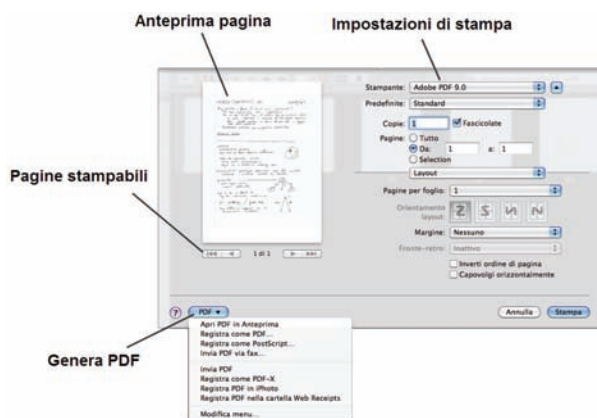 Anteprima pagina
Impostazioni di stampa
Stampante: Adobe PDF 9.0
Predefinite: Standard
Copie: 1 Fascicolate
Pagine: Tutto
Da: 1 a: 1
Selection
Layout
Pagine stampabili
Pagine per foglio: 1
Orientamento layout:
Margine: Nessuno
Fronte-retro: Inattivo
1 di 1
Inverti ordine di pagina
Capovolgi orizzontalmente
? PDF Annulla Stampa
Genera PDF
Apri PDF in Anteprima
Registra come PDF...
Registra come PostScript...
Invia PDF via fax...
Invia PDF
Registra come PDF-X
Registra PDF in iPhoto
Registra PDF nella cartella Web Receipts
Modifica menu...